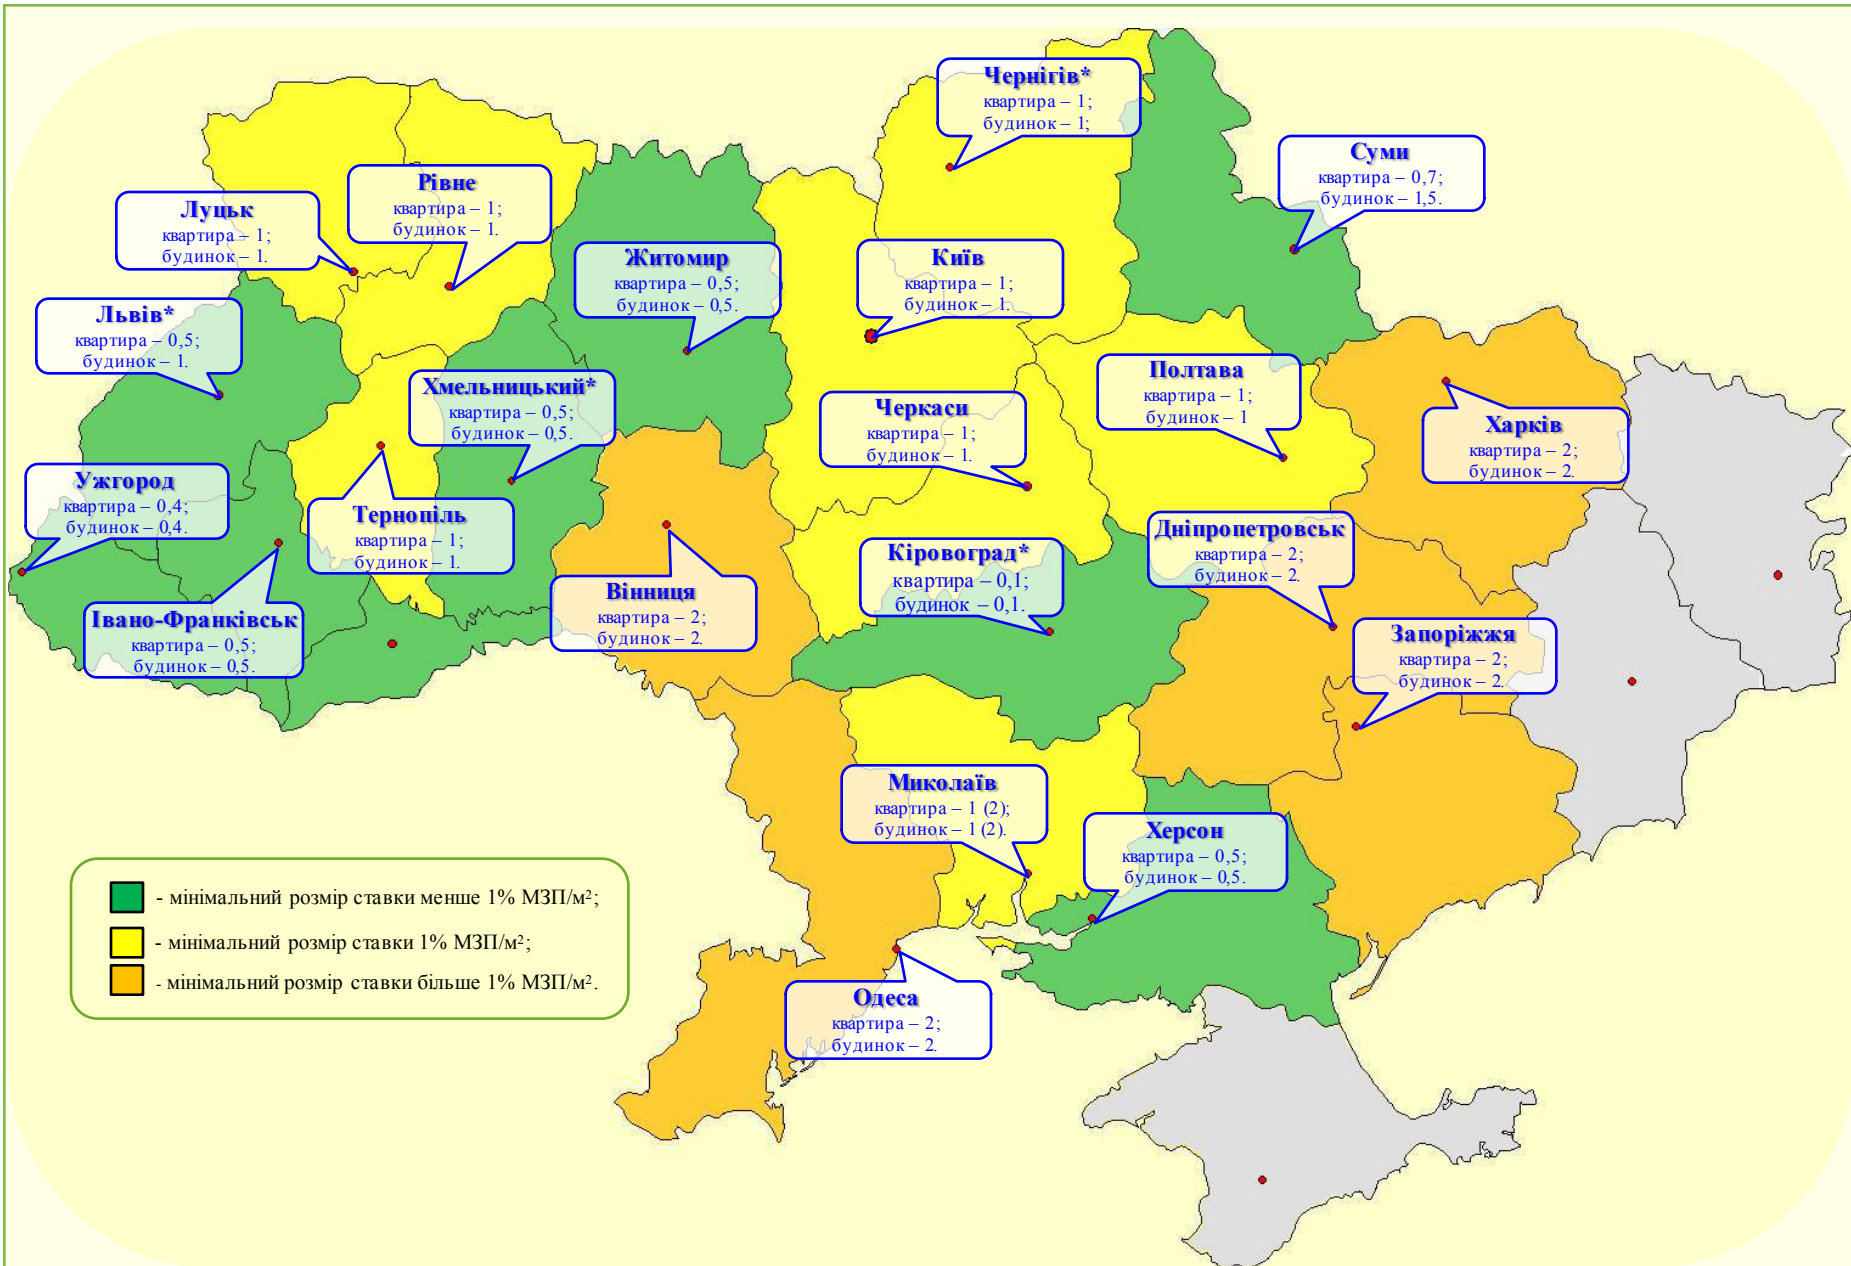 Чернігів*
квартира – 1;
будинок – 1;
Суми
квартира – 0,7;
будинок – 1,5.
Рівне
квартира – 1;
будинок – 1.
Луцьк
квартира – 1;
будинок – 1.
Житомир
квартира – 0,5;
будинок – 0,5.
Київ
квартира – 1;
будинок – 1.
Львів*
квартира – 0,5;
будинок – 1.
Хмельницький*
квартира – 0,5;
будинок – 0,5.
Черкаси
квартира – 1;
будинок – 1.
Полтава
квартира – 1;
будинок – 1
Харків
квартира – 2;
будинок – 2.
Ужгород
квартира – 0,4;
будинок – 0,4.
Тернопіль
квартира – 1;
будинок – 1.
Дніпропетровськ
квартира – 2;
будинок – 2.
Кіровоград*
квартира – 0,1;
будинок – 0,1.
Вінниця
квартира – 2;
будинок – 2.
Івано-Франківськ
квартира – 0,5;
будинок – 0,5.
Запоріжжя
квартира – 2;
будинок – 2.
Миколаїв
квартира – 1 (2);
будинок – 1 (2).
Херсон
квартира – 0,5;
будинок – 0,5.
Одеса
квартира – 2;
будинок – 2.
- мінімальний розмір ставки менше 1% МЗП/м²;
- мінімальний розмір ставки 1% МЗП/м²;
- мінімальний розмір ставки більше 1% МЗП/м².